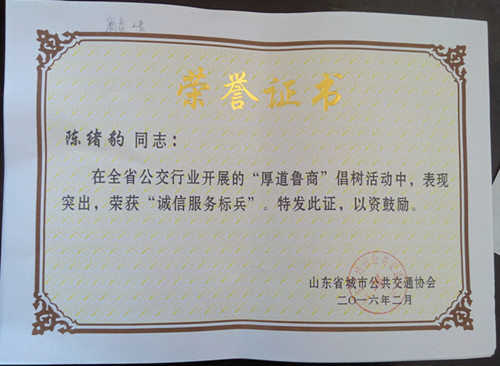 荣誉证书
陈绪豹 同志：
在全省公交行业开展的“厚道鲁商”倡树活动中，表现
突出，荣获“诚信服务标兵”。特发此证，以资鼓励。
山东省城市公共交通协会
二〇一六年二月